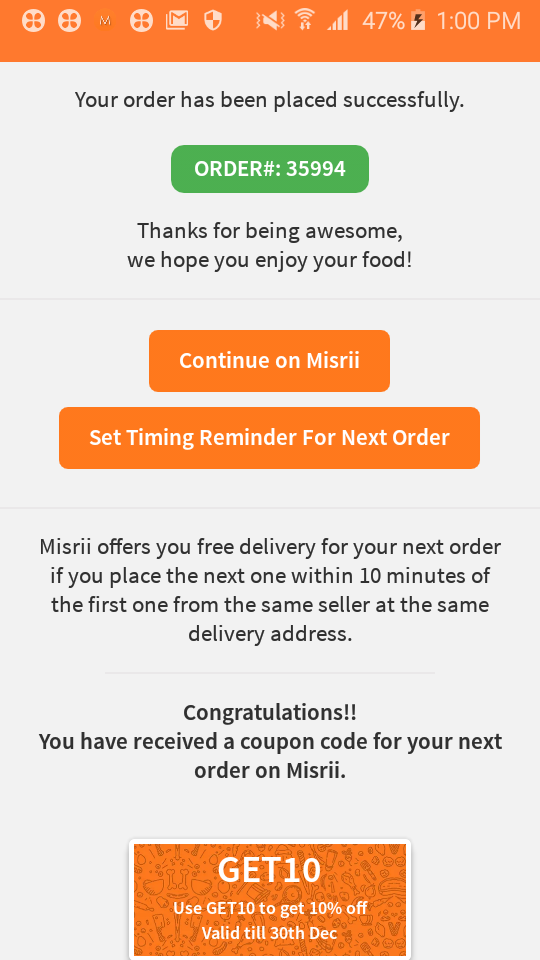 47% 1:00 PM
Your order has been placed successfully.
ORDER#: 35994
Thanks for being awesome,
we hope you enjoy your food!
Continue on Misrii
Set Timing Reminder For Next Order
Misrii offers you free delivery for your next order
if you place the next one within 10 minutes of
the first one from the same seller at the same
delivery address.
Congratulations!!
You have received a coupon code for your next
order on Misrii.
GET10
Use GET10 to get 10% off
Valid till 30th Dec